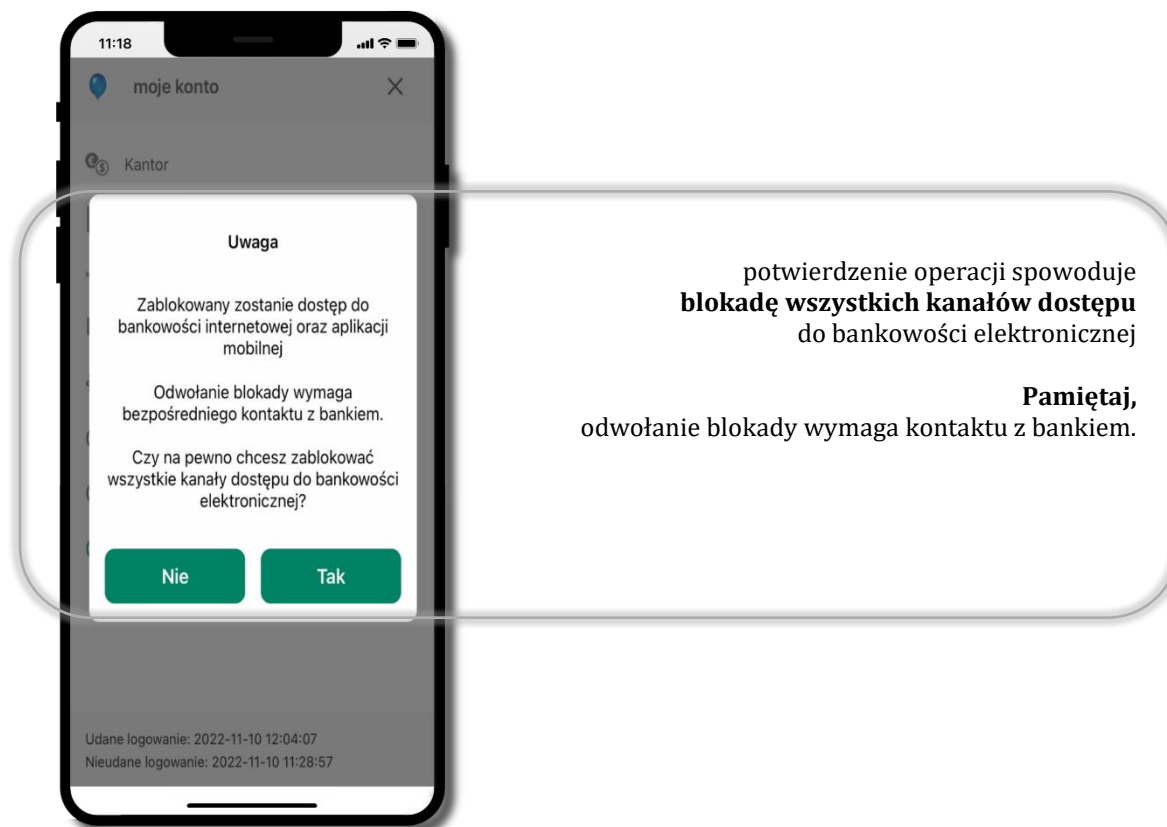 11:18
moje konto
Kantor
Uwaga
Zablokowany zostanie dostęp do
bankowości internetowej oraz aplikacji
mobilnej
Odwołanie blokady wymaga
bezpośredniego kontaktu z bankiem.
Czy na pewno chcesz zablokować
wszystkie kanały dostępu do bankowości
elektronicznej?
Nie
Tak
Udane logowanie: 2022-11-10 12:04:07
Nieudane logowanie: 2022-11-10 11:28:57
potwierdzenie operacji spowoduje
blokadę wszystkich kanałów dostępu
do bankowości elektronicznej
Pamiętaj,
odwołanie blokady wymaga kontaktu z bankiem.